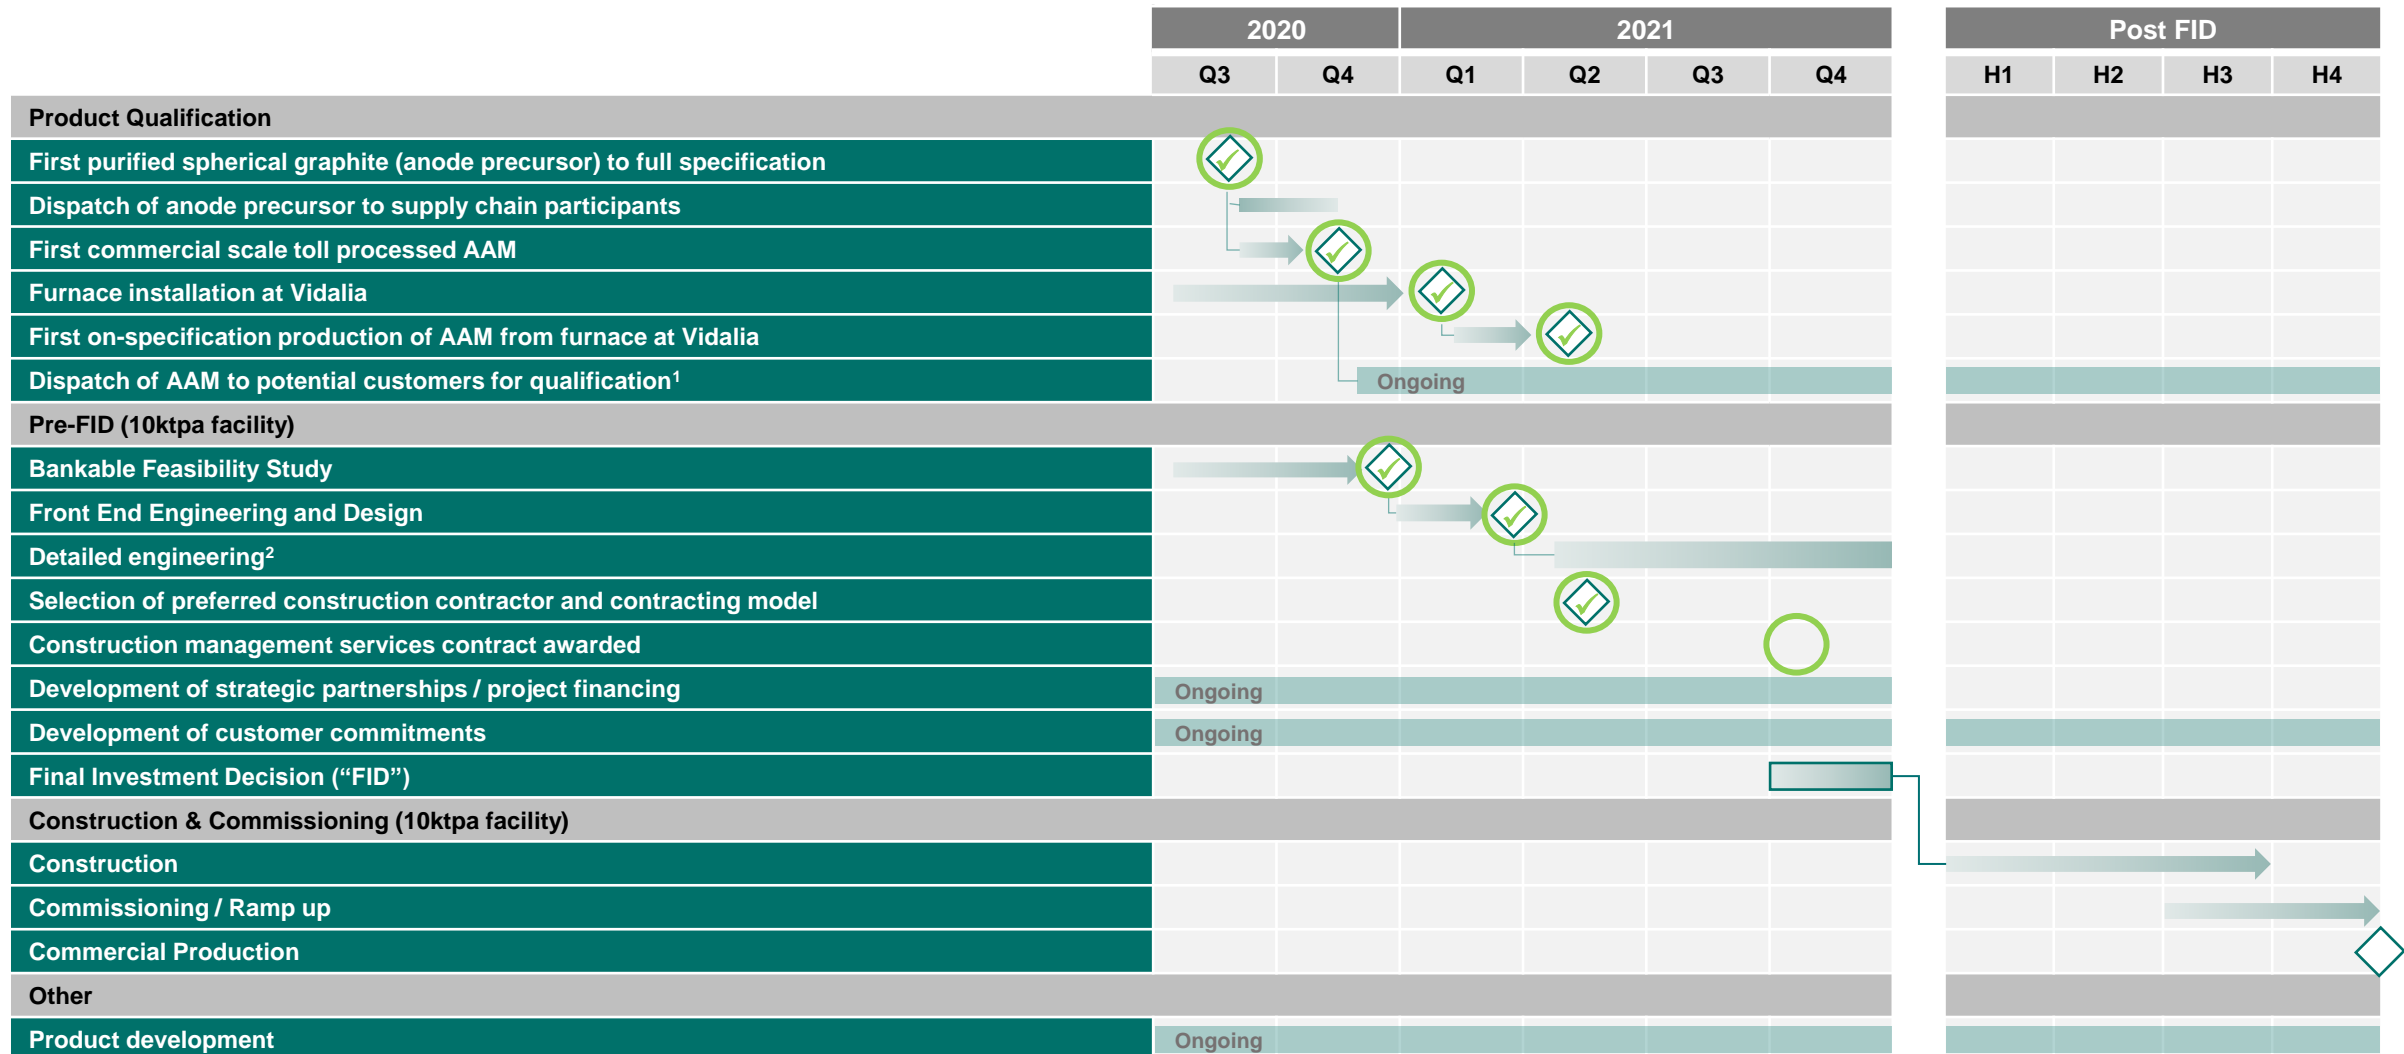 2020 2021 Post FID
Q3 Q4 Q1 Q2 Q3 Q4 H1 H2 H3 H4
Product Qualification
First purified spherical graphite (anode precursor) to full specification
Dispatch of anode precursor to supply chain participants
First commercial scale toll processed AAM
Furnace installation at Vidalia
First on-specification production of AAM from furnace at Vidalia
Dispatch of AAM to potential customers for qualification¹ Ongoing
Pre-FID (10ktpa facility)
Bankable Feasibility Study
Front End Engineering and Design
Detailed engineering²
Selection of preferred construction contractor and contracting model
Construction management services contract awarded
Development of strategic partnerships / project financing Ongoing
Development of customer commitments Ongoing
Final Investment Decision (“FID”)
Construction & Commissioning (10ktpa facility)
Construction
Commissioning / Ramp up
Commercial Production
Other
Product development Ongoing